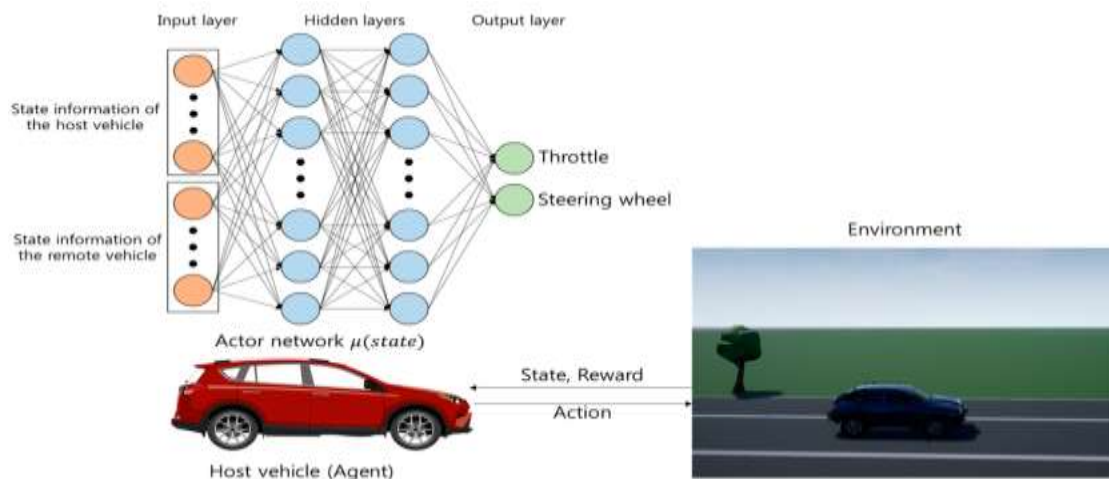 Input layer
Hidden layers
Output layer
State information of
the host vehicle
State information of
the remote vehicle
Throttle
Steering wheel
Actor network μ(state)
Environment
State, Reward
Action
Host vehicle (Agent)